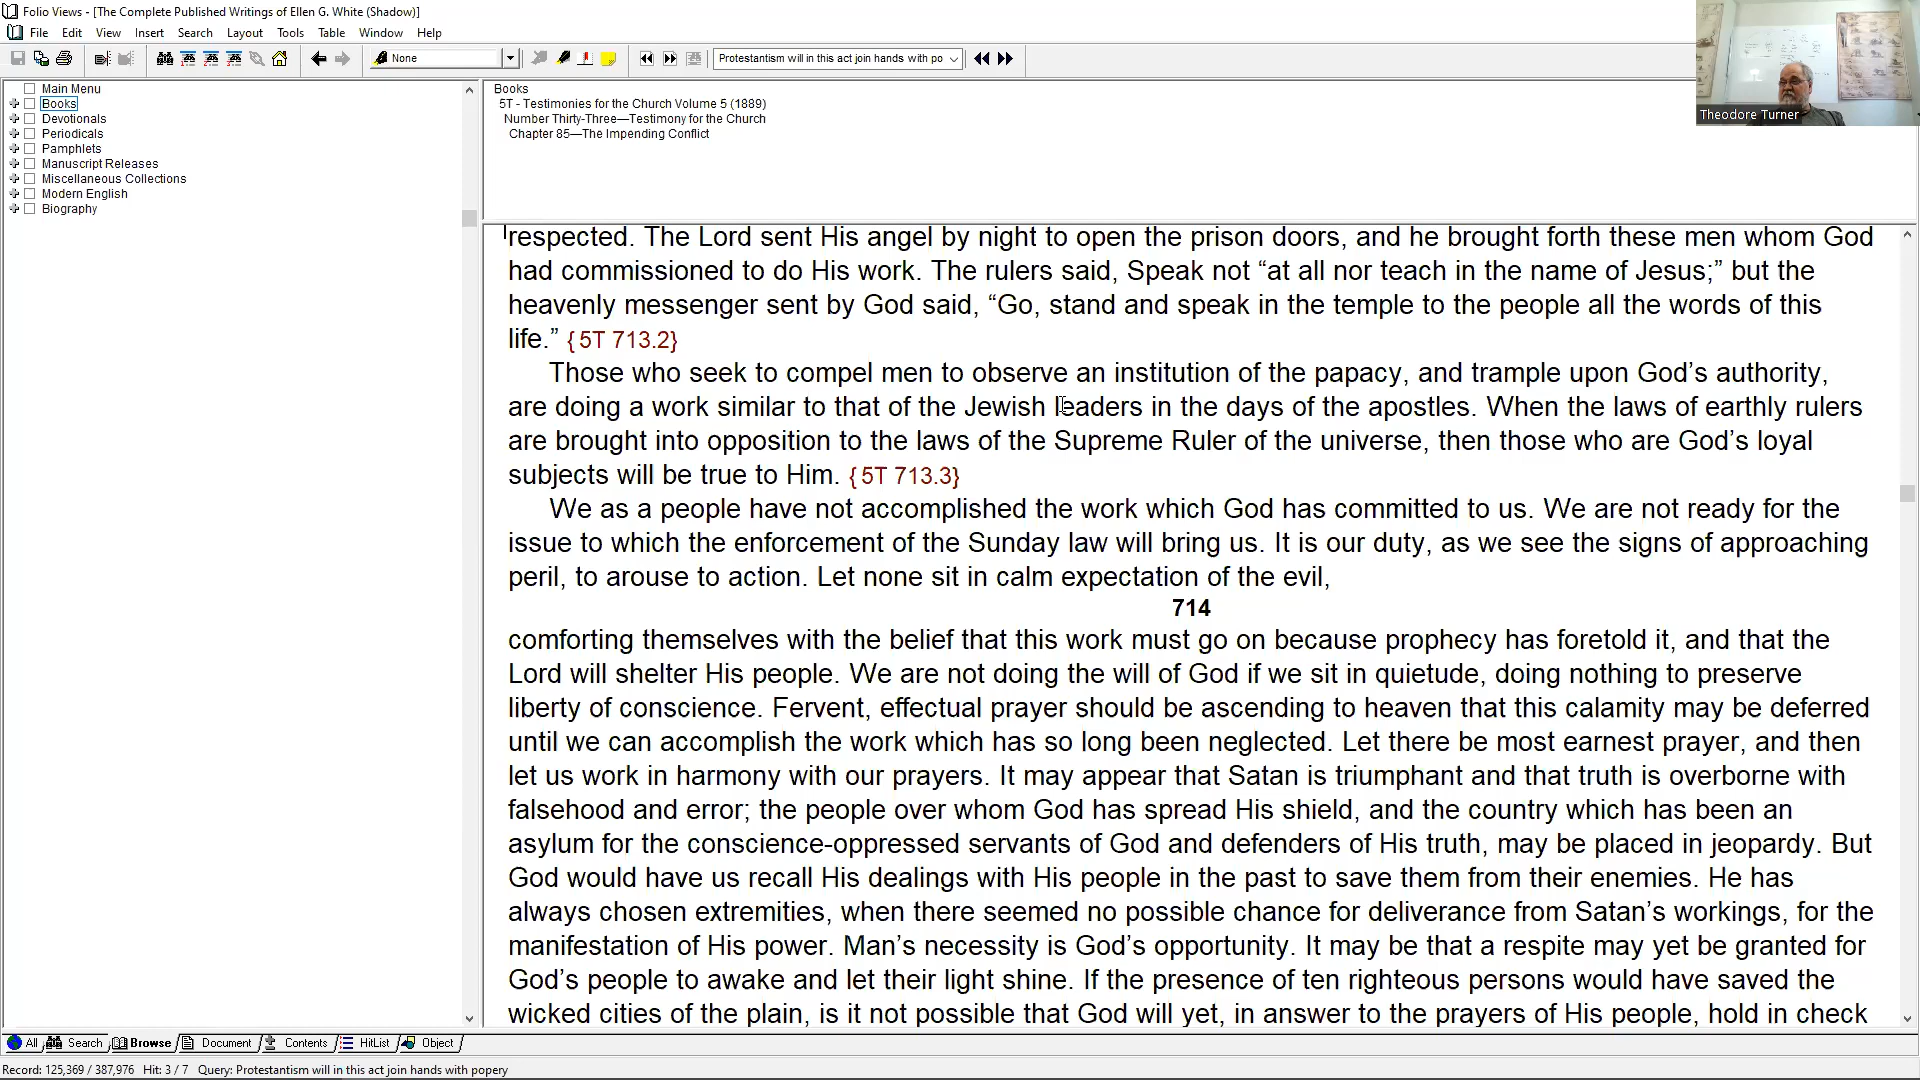 Folio Views - [The Complete Published Writings of Ellen G. White (Shadow)]
File Edit View Insert Search Layout Tools Table Window Help
None
Protestantism will in this act join hands with po
Main Menu
Books
Devotionals
Periodicals
Pamphlets
Manuscript Releases
Miscellaneous Collections
Modern English
Biography
Books
5T - Testimonies for the Church Volume 5 (1889)
Number Thirty-Three—Testimony for the Church
Chapter 85—The Impending Conflict
Theodore Turner
respected. The Lord sent His angel by night to open the prison doors, and he brought forth these men whom God
had commissioned to do His work. The rulers said, Speak not “at all nor teach in the name of Jesus;” but the
heavenly messenger sent by God said, “Go, stand and speak in the temple to the people all the words of this
life.” {5T 713.2}
Those who seek to compel men to observe an institution of the papacy, and trample upon God’s authority,
are doing a work similar to that of the Jewish leaders in the days of the apostles. When the laws of earthly rulers
are brought into opposition to the laws of the Supreme Ruler of the universe, then those who are God’s loyal
subjects will be true to Him. {5T 713.3}
We as a people have not accomplished the work which God has committed to us. We are not ready for the
issue to which the enforcement of the Sunday law will bring us. It is our duty, as we see the signs of approaching
peril, to arouse to action. Let none sit in calm expectation of the evil,
714
comforting themselves with the belief that this work must go on because prophecy has foretold it, and that the
Lord will shelter His people. We are not doing the will of God if we sit in quietude, doing nothing to preserve
liberty of conscience. Fervent, effectual prayer should be ascending to heaven that this calamity may be deferred
until we can accomplish the work which has so long been neglected. Let there be most earnest prayer, and then
let us work in harmony with our prayers. It may appear that Satan is triumphant and that truth is overborne with
falsehood and error; the people over whom God has spread His shield, and the country which has been an
asylum for the conscience-oppressed servants of God and defenders of His truth, may be placed in jeopardy. But
God would have us recall His dealings with His people in the past to save them from their enemies. He has
always chosen extremities, when there seemed no possible chance for deliverance from Satan’s workings, for the
manifestation of His power. Man’s necessity is God’s opportunity. It may be that a respite may yet be granted for
God’s people to awake and let their light shine. If the presence of ten righteous persons would have saved the
wicked cities of the plain, is it not possible that God will yet, in answer to the prayers of His people, hold in check
All Search Browse Document Contents HitList Object
Record: 125,369 / 387,976 Hit: 3 / 7 Query: Protestantism will in this act join hands with popery